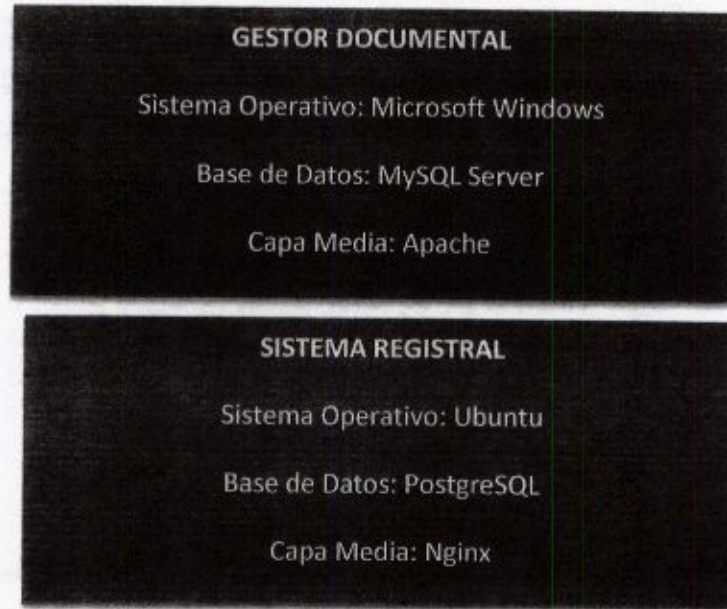 GESTOR DOCUMENTAL
Sistema Operativo: Microsoft Windows
Base de Datos: MySQL Server
Capa Media: Apache
SISTEMA REGISTRAL
Sistema Operativo: Ubuntu
Base de Datos: PostgreSQL
Capa Media: Nginx